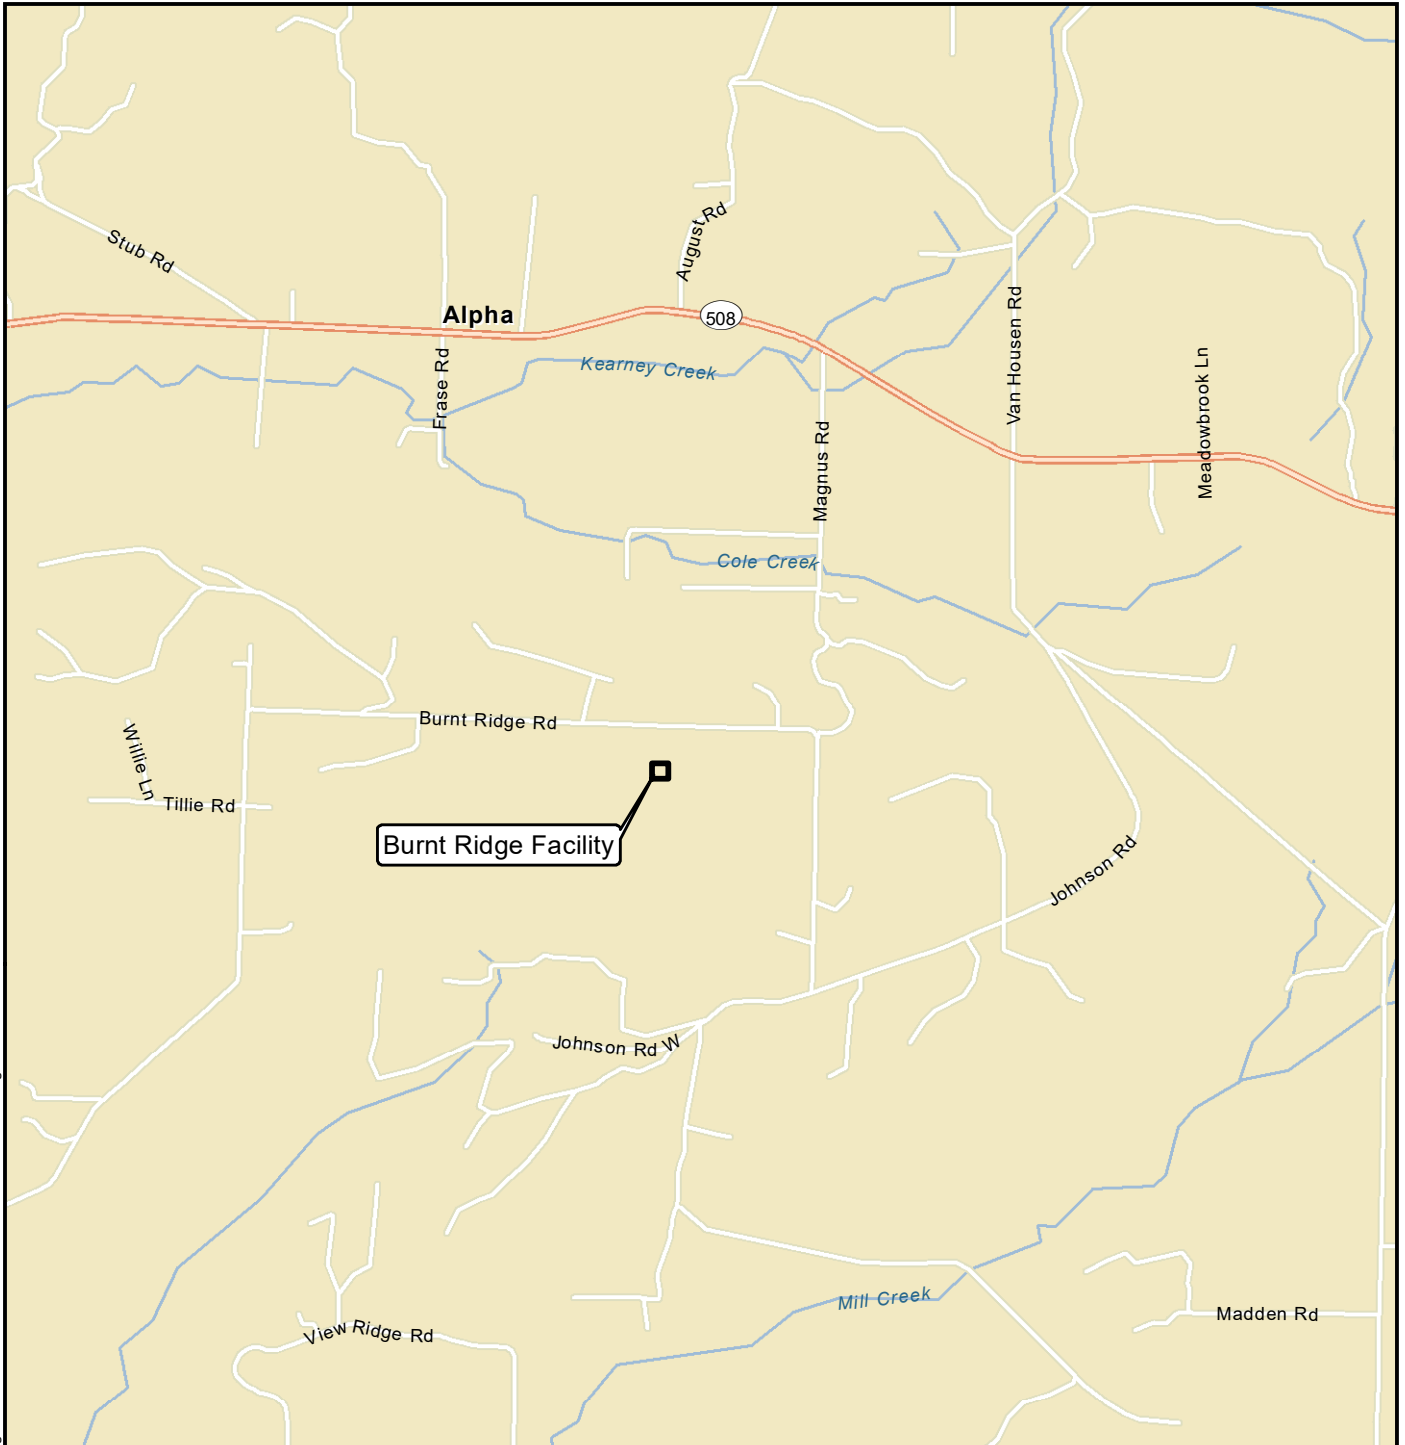 Stub Rd
August Rd
Alpha
508
Van Housen Rd
Kearney Creek
Frase Rd
Meadowbrook Ln
Magnus Rd
Cole Creek
Burnt Ridge Rd
Willie Ln
Tillie Rd
Burnt Ridge Facility
Johnson Rd
Johnson Rd W
Mill Creek
Madden Rd
View Ridge Rd